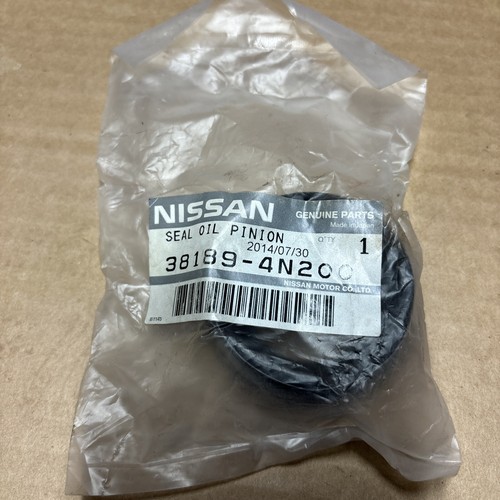 NISSAN GENUINE PARTS
Made in Japan
SEAL OIL PINION Q'TY 1
2014/07/30
38189-4N200
NISSAN MOTOR CO.,LTD.